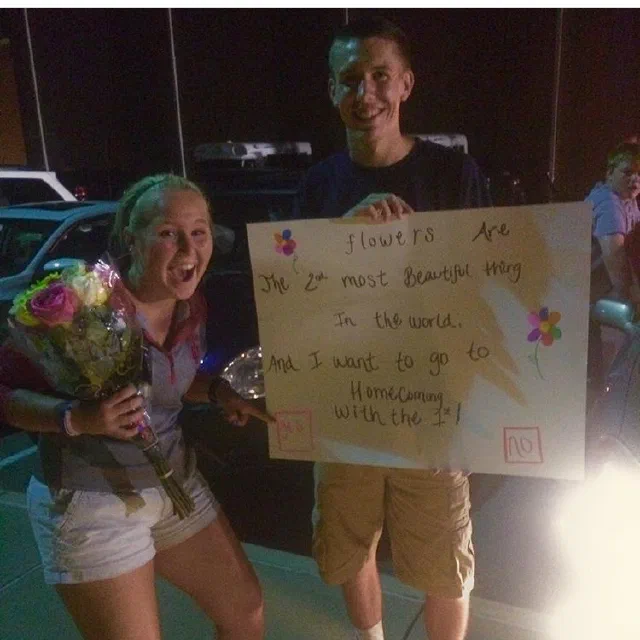 flowers Are
The 2nd most Beautiful thing
In the world.
And I want to go to
Homecoming
with the 1st!
yes
no